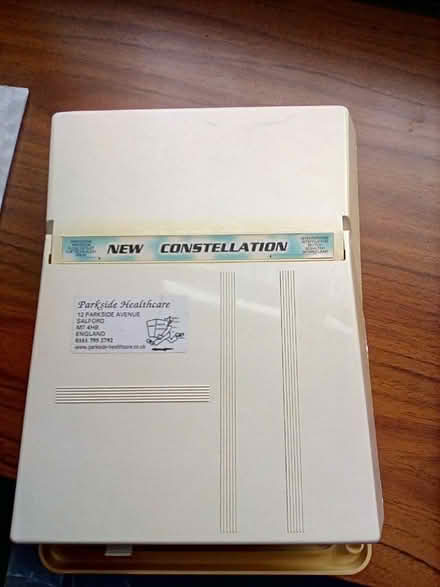 NEW CONSTELLATION
Parkside Healthcare
12 PARKSIDE AVENUE
SALFORD
M7 4HB
ENGLAND
0161 795 2792
www.parkside-healthcare.co.uk